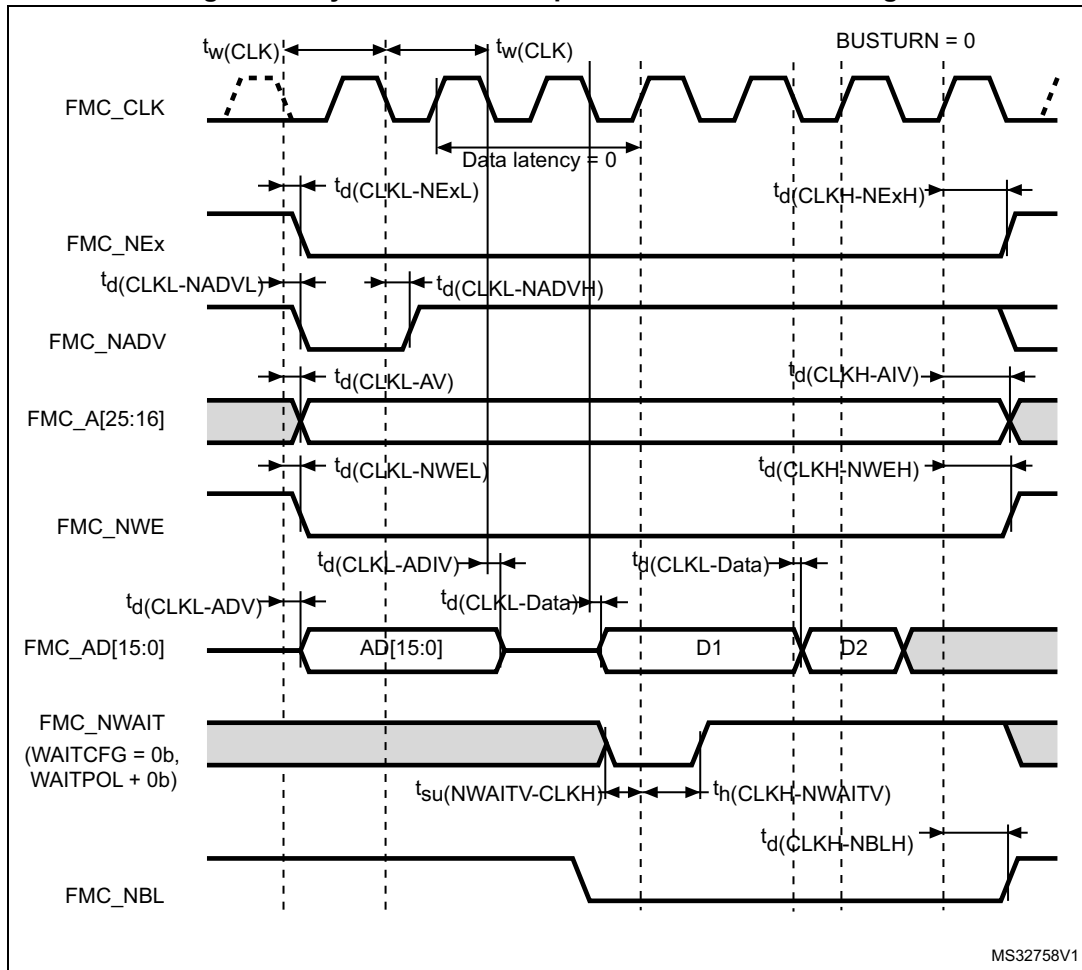 tw(CLK) tw(CLK) BUSTURN = 0
FMC_CLK
Data latency = 0
td(CLKL-NExL) td(CLKH-NExH)
FMC_NEx
td(CLKL-NADVL) td(CLKL-NADVH)
FMC_NADV
td(CLKL-AV) td(CLKH-AIV)
FMC_A[25:16]
td(CLKL-NWEL) td(CLKH-NWEH)
FMC_NWE
td(CLKL-ADIV) td(CLKL-Data)
td(CLKL-ADV) td(CLKL-Data)
FMC_AD[15:0] AD[15:0] D1 D2
FMC_NWAIT
(WAITCFG = 0b,
WAITPOL + 0b)
tsu(NWAITV-CLKH) th(CLKH-NWAITV)
td(CLKH-NBLH)
FMC_NBL
MS32758V1